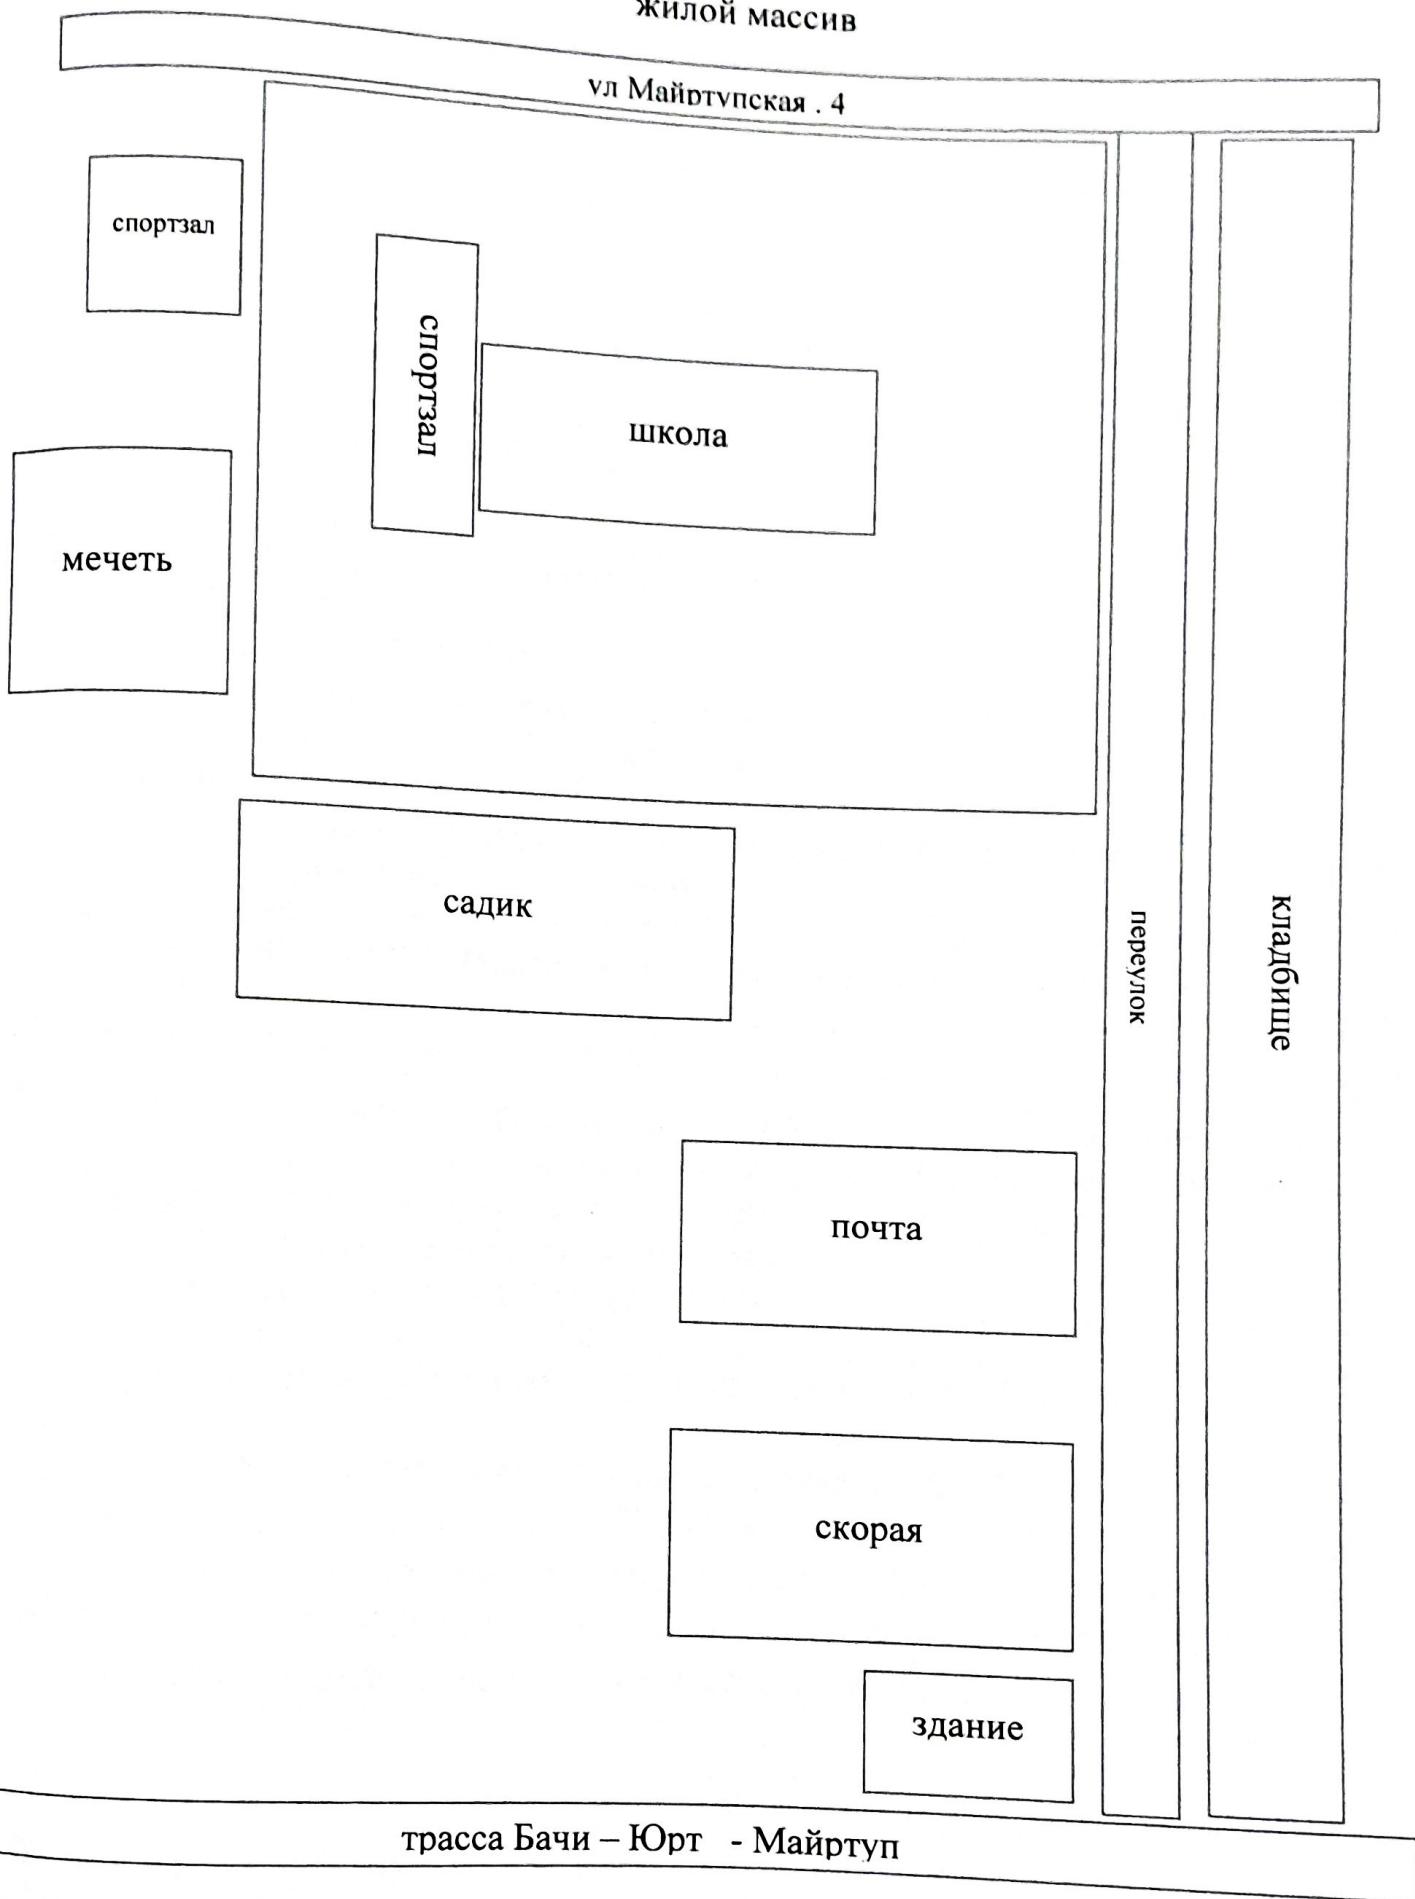 жилой массив
ул Майртупская . 4
спортзал
спортзал
школа
мечеть
садик
переулок
кладбище
почта
скорая
здание
трасса Бачи – Юрт - Майртуп